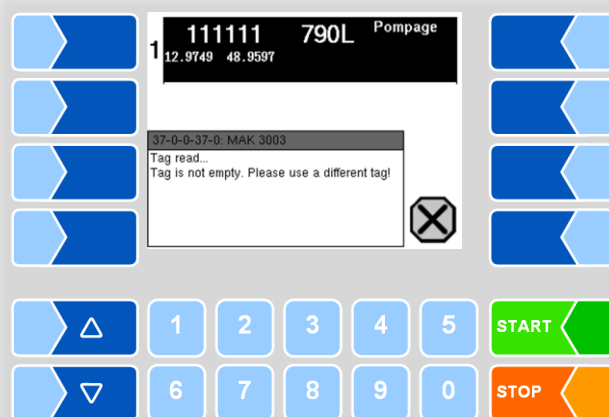 1 111111 790L Pompage
12.9749 48.9597
37-0-0-37-0: MAK 3003
Tag read...
Tag is not empty. Please use a different tag!
1 2 3 4 5 START
6 7 8 9 0 STOP